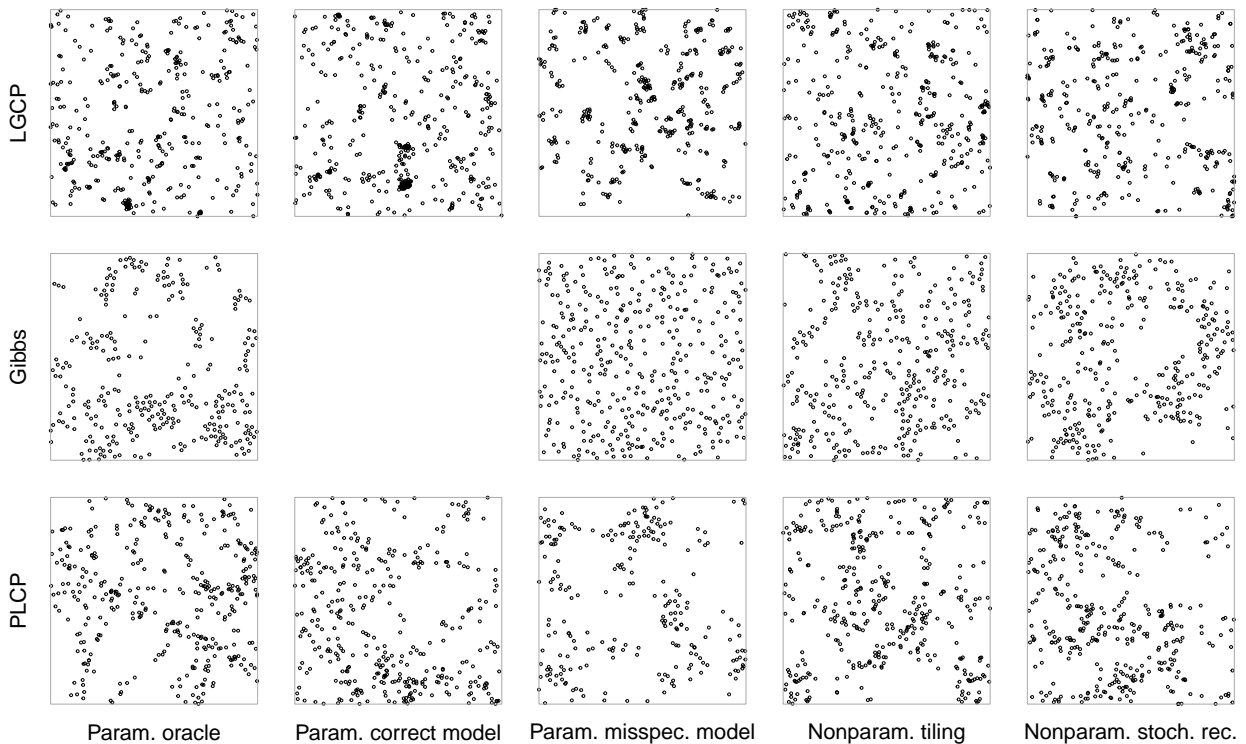 LGCP
Gibbs
PLCP
Param. oracle
Param. correct model
Param. misspec. model
Nonparam. tiling
Nonparam. stoch. rec.